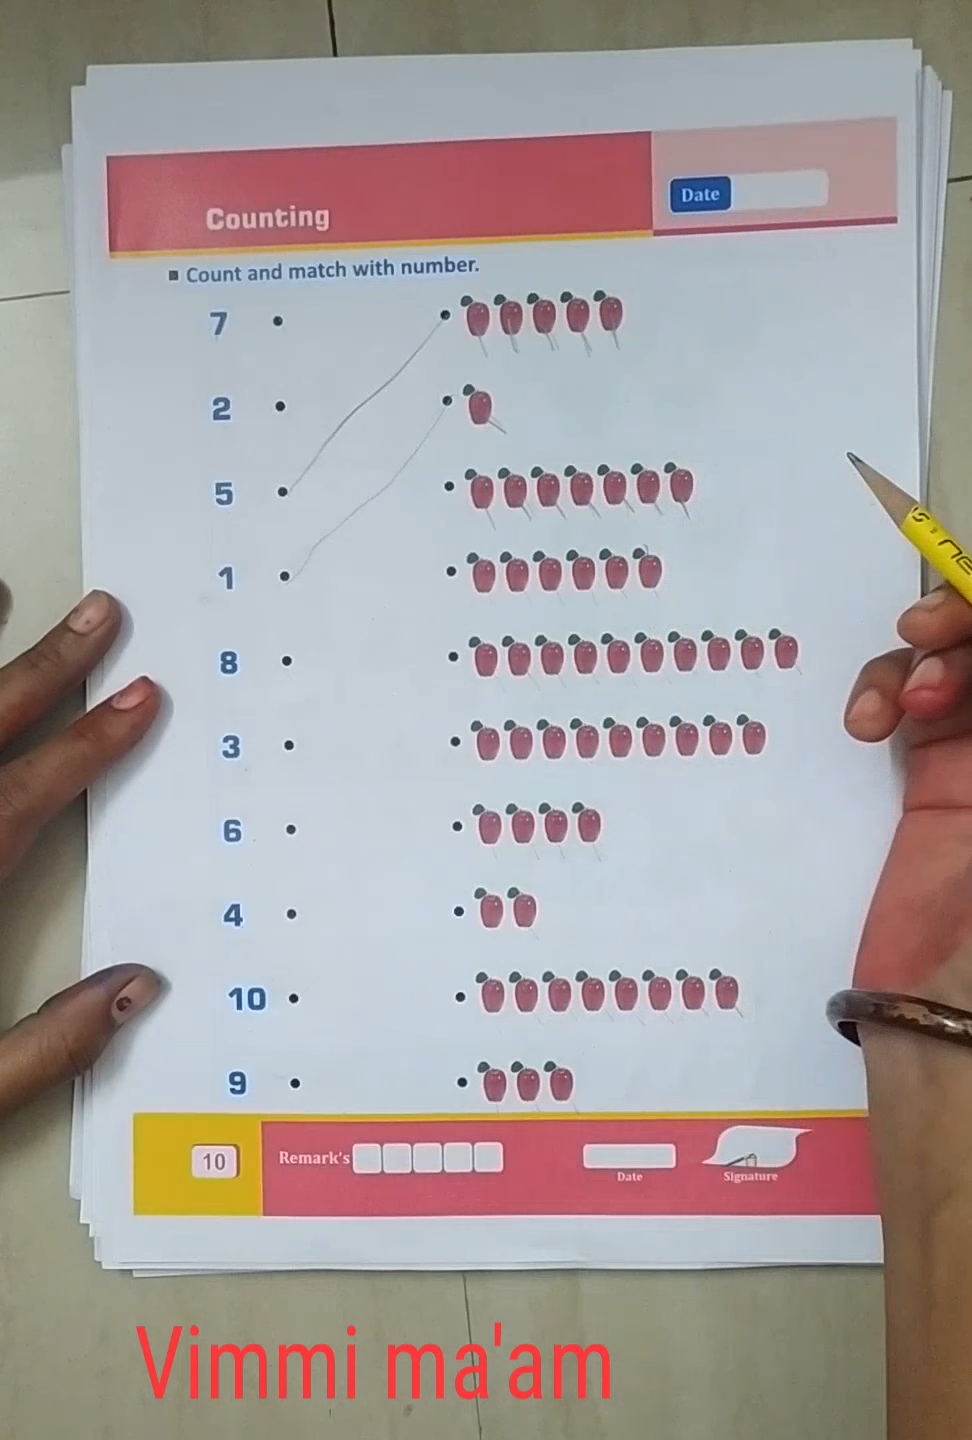 Counting
Date
Count and match with number.
7
2
5
1
8
3
6
4
10
9
10
Remark's
Date
Signature
Vimmi ma'am